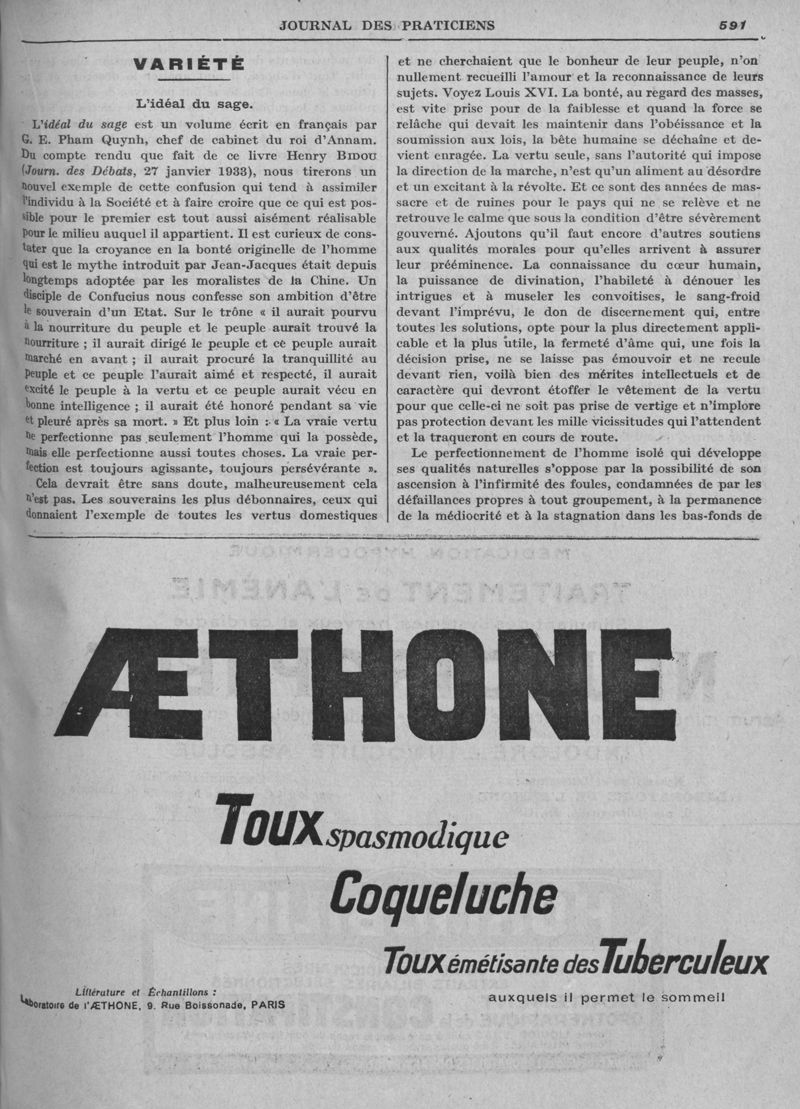 JOURNAL DES PRATICIENS
591
VARIÉTÉ
L'idéal du sage.
L'idéal du sage est un volume écrit en français par
G. E. Pham Quynh, chef de cabinet du roi d'Annam.
Du compte rendu que fait de ce livre Henry BIDOU
(Journ. des Débats, 27 janvier 1933), nous tirerons un
nouvel exemple de cette confusion qui tend à assimiler
l'individu à la Société et à faire croire que ce qui est pos-
sible pour le premier est tout aussi aisément réalisable
pour le milieu auquel il appartient. Il est curieux de cons-
tater que la croyance en la bonté originelle de l'homme
qui est le mythe introduit par Jean-Jacques était depuis
longtemps adoptée par les moralistes de la Chine. Un
disciple de Confucius nous confesse son ambition d'être
le souverain d'un Etat. Sur le trône « il aurait pourvu
à la nourriture du peuple et le peuple aurait trouvé la
nourriture ; il aurait dirigé le peuple et ce peuple aurait
marché en avant ; il aurait procuré la tranquillité au
peuple et ce peuple l'aurait aimé et respecté, il aurait
excité le peuple à la vertu et ce peuple aurait vécu en
bonne intelligence ; il aurait été honoré pendant sa vie
et pleuré après sa mort. » Et plus loin : « La vraie vertu
ne perfectionne pas seulement l'homme qui la possède,
mais elle perfectionne aussi toutes choses. La vraie per-
fection est toujours agissante, toujours persévérante ».
Cela devrait être sans doute, malheureusement cela
n'est pas. Les souverains les plus débonnaires, ceux qui
donnaient l'exemple de toutes les vertus domestiques
et ne cherchaient que le bonheur de leur peuple, n'on
nullement recueilli l'amour et la reconnaissance de leurs
sujets. Voyez Louis XVI. La bonté, au regard des masses,
est vite prise pour de la faiblesse et quand la force se
relâche qui devait les maintenir dans l'obéissance et la
soumission aux lois, la bête humaine se déchaîne et de-
vient enragée. La vertu seule, sans l'autorité qui impose
la direction de la marche, n'est qu'un aliment au désordre
et un excitant à la révolte. Et ce sont des années de mas-
sacre et de ruines pour le pays qui ne se relève et ne
retrouve le calme que sous la condition d'être sévèrement
gouverné. Ajoutons qu'il faut encore d'autres soutiens
aux qualités morales pour qu'elles arrivent à assurer
leur prééminence. La connaissance du cœur humain,
la puissance de divination, l'habileté à dénouer les
intrigues et à museler les convoitises, le sang-froid
devant l'imprévu, le don de discernement qui, entre
toutes les solutions, opte pour la plus directement appli-
cable et la plus utile, la fermeté d'âme qui, une fois la
décision prise, ne se laisse pas émouvoir et ne recule
devant rien, voilà bien des mérites intellectuels et de
caractère qui devront étoffer le vêtement de la vertu
pour que celle-ci ne soit pas prise de vertige et n'implore
pas protection devant les mille vicissitudes qui l'attendent
et la traqueront en cours de route.
Le perfectionnement de l'homme isolé qui développe
ses qualités naturelles s'oppose par la possibilité de son
ascension à l'infirmité des foules, condamnées de par les
défaillances propres à tout groupement, à la permanence
de la médiocrité et à la stagnation dans les bas-fonds de
ÆTHONE
Toux spasmodique
Coqueluche
Toux émétisante des Tuberculeux
auxquels il permet le sommeil
Littérature et Échantillons :
Laboratoire de l'ÆTHONE, 9. Rue Boissonade, PARIS